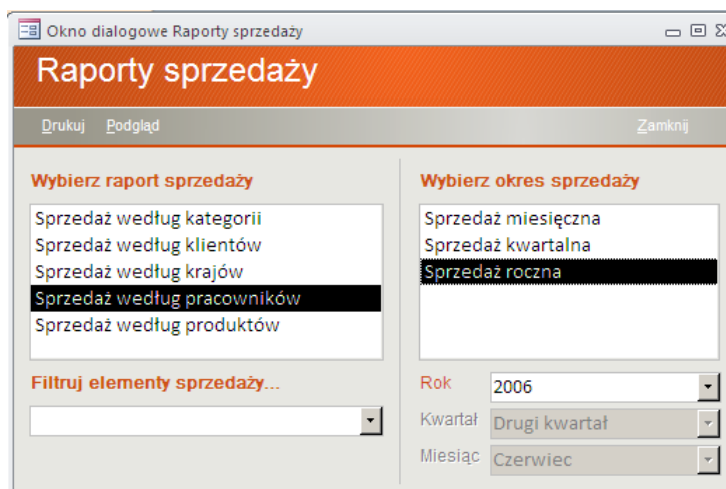 Okno dialogowe Raporty sprzedaży
Raporty sprzedaży
Drukuj Podgląd Zamknij
Wybierz raport sprzedaży
Sprzedaż według kategorii
Sprzedaż według klientów
Sprzedaż według krajów
Sprzedaż według pracowników
Sprzedaż według produktów
Filtruj elementy sprzedaży...
Wybierz okres sprzedaży
Sprzedaż miesięczna
Sprzedaż kwartalna
Sprzedaż roczna
Rok 2006
Kwartał Drugi kwartał
Miesiąc Czerwiec